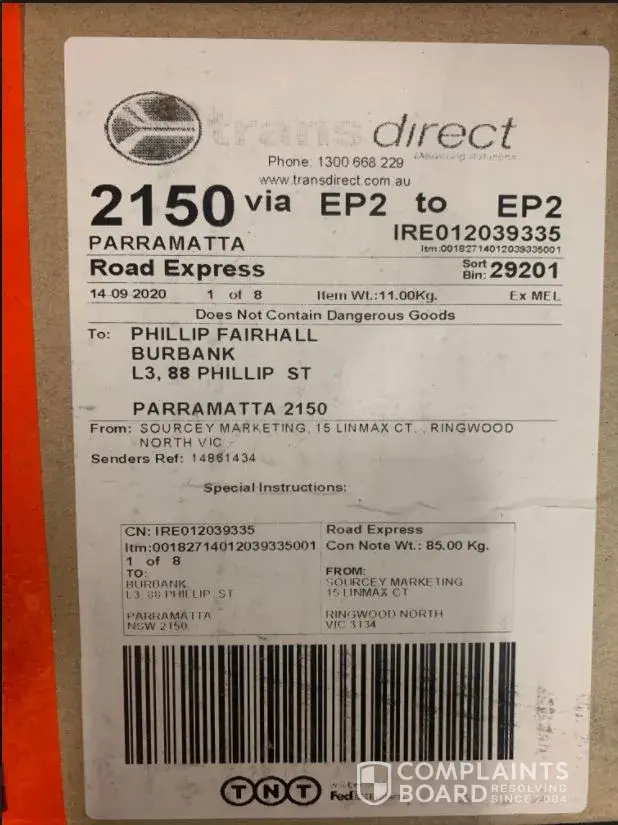 trans direct
Delivering solutions
Phone: 1300 668 229
www.transdirect.com.au
2150 via EP2 to EP2
PARRAMATTA IRE012039335
Itm:00182714012039335001
Road Express Sort Bin: 29201
14-09 2020 1 of 8 Item Wt.:11.00Kg. Ex MEL
Does Not Contain Dangerous Goods
To: PHILLIP FAIRHALL
BURBANK
L3, 88 PHILLIP ST
PARRAMATTA 2150
From: SOURCEY MARKETING, 15 LINMAX CT, , RINGWOOD
NORTH VIC
Senders Ref: 14861434
Special Instructions:
CN: IRE012039335 Road Express
Itm:00182714012039335001 Con Note Wt.: 85.00 Kg.
1 of 8
TO: FROM:
BURBANK SOURCEY MARKETING
L3, 88 PHILLIP ST 15 LINMAX CT
PARRAMATTA RINGWOOD NORTH
NSW 2150 VIC 3134
TNT
FedEx
COMPLAINTS
BOARD RESOLVING SINCE 2004